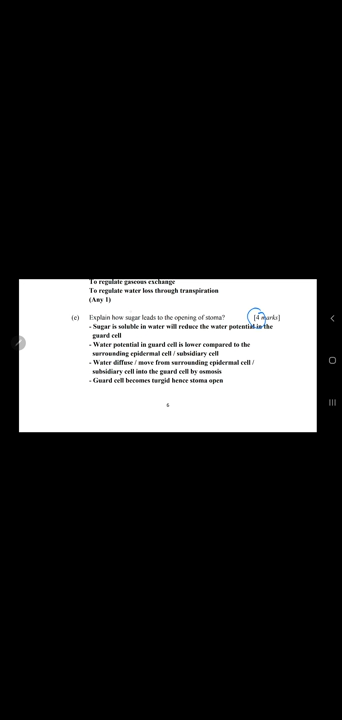 To regulate gaseous exchange
To regulate water loss through transpiration
(Any 1)
(c) Explain how sugar leads to the opening of stoma? [4 marks]
- Sugar is soluble in water will reduce the water potential in the
guard cell
- Water potential in guard cell is lower compared to the
surrounding epidermal cell / subsidiary cell
- Water diffuse / move from surrounding epidermal cell /
subsidiary cell into the guard cell by osmosis
- Guard cell becomes turgid hence stoma open
6